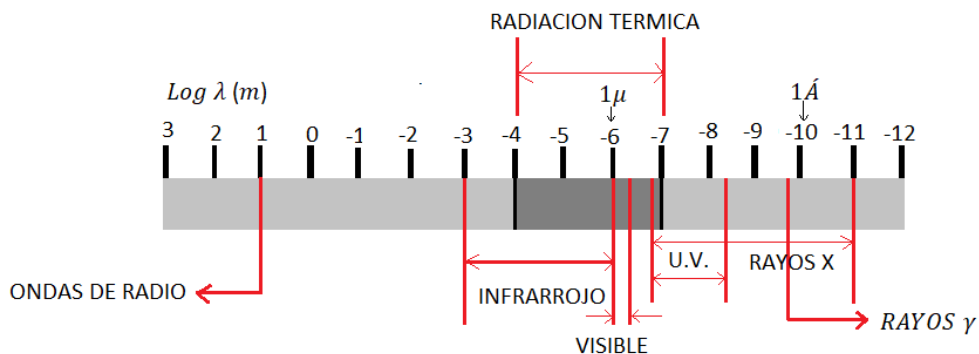 RADIACION TERMICA
Log λ (m)
1μ
1Á
3 2 1 0 -1 -2 -3 -4 -5 -6 -7 -8 -9 -10 -11 -12
U.V.
RAYOS X
ONDAS DE RADIO
INFRARROJO
RAYOS γ
VISIBLE